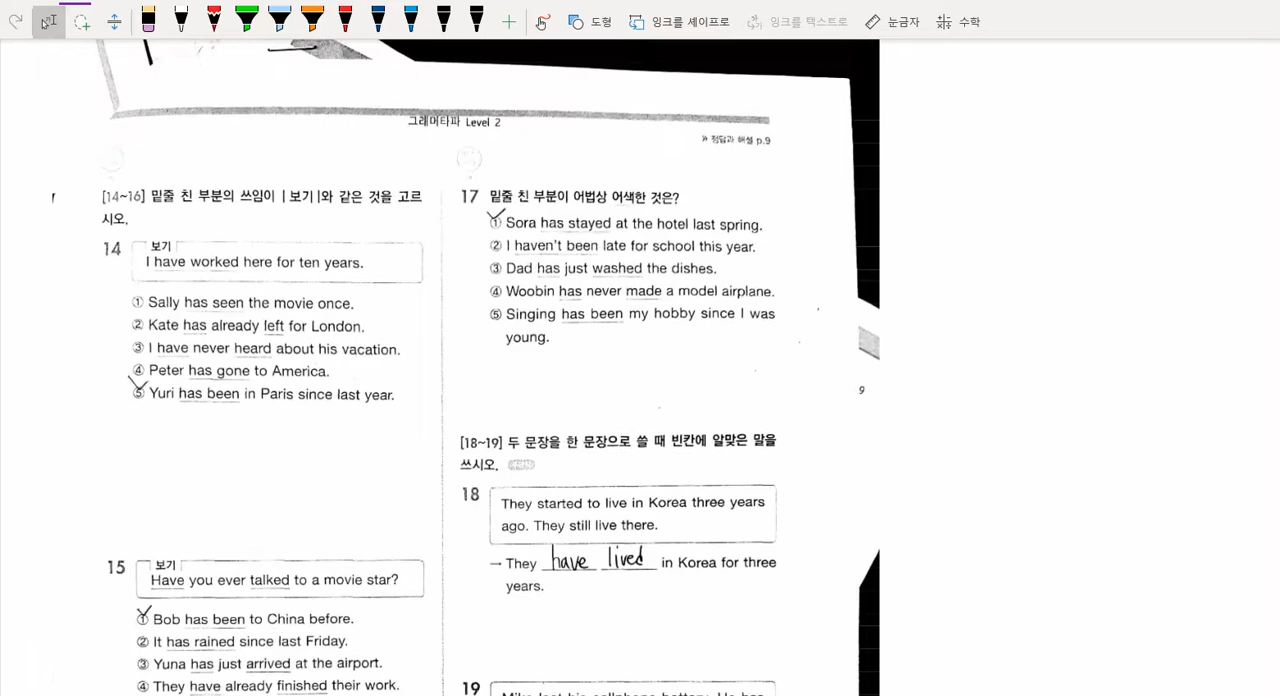 도형
잉크를 셰이프로
잉크를 텍스트로
눈금자
수학
그래머타파 Level 2
» 정답과 해설 p.9
[14~16] 밑줄 친 부분의 쓰임이 |보기|와 같은 것을 고르
시오.
14
보기
I have worked here for ten years.
① Sally has seen the movie once.
② Kate has already left for London.
③ I have never heard about his vacation.
④ Peter has gone to America.
⑤ Yuri has been in Paris since last year.
15
보기
Have you ever talked to a movie star?
① Bob has been to China before.
② It has rained since last Friday.
③ Yuna has just arrived at the airport.
④ They have already finished their work.
17 밑줄 친 부분이 어법상 어색한 것은?
① Sora has stayed at the hotel last spring.
② I haven't been late for school this year.
③ Dad has just washed the dishes.
④ Woobin has never made a model airplane.
⑤ Singing has been my hobby since I was
young.
[18~19] 두 문장을 한 문장으로 쓸 때 빈칸에 알맞은 말을
쓰시오.
18
They started to live in Korea three years
ago. They still live there.
→ They have lived in Korea for three
years.
19
9